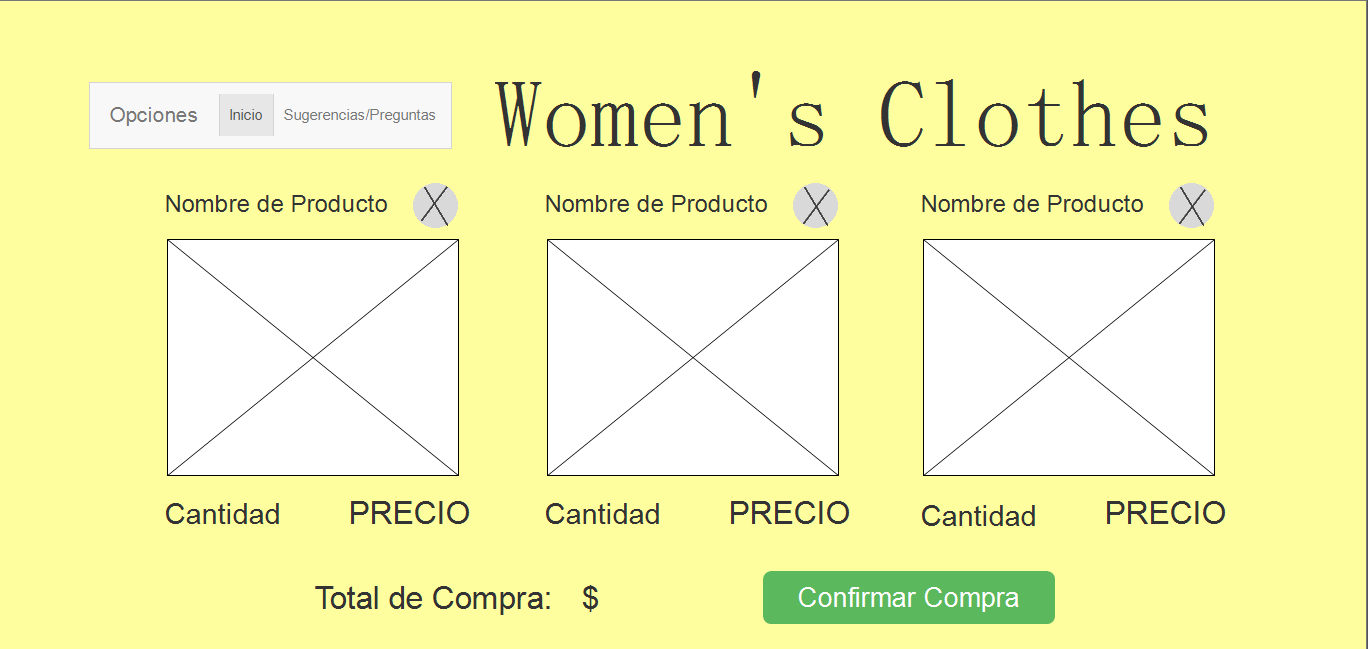 Opciones Inicio Sugerencias/Preguntas
Women's Clothes
Nombre de Producto
Nombre de Producto
Nombre de Producto
Cantidad PRECIO
Cantidad PRECIO
Cantidad PRECIO
Total de Compra: $
Confirmar Compra